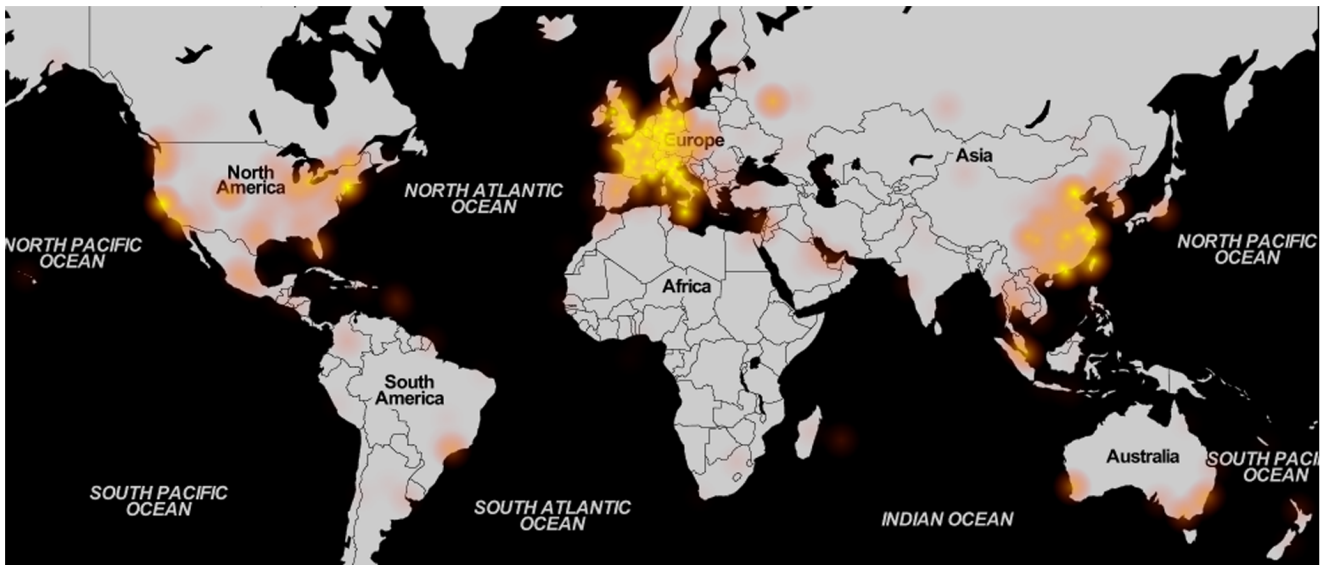 Europe
Asia
North
America
NORTH ATLANTIC
OCEAN
NORTH PACIFIC
OCEAN
NORTH PACIFIC
OCEAN
Africa
South
America
Australia
SOUTH PACI
OCEAN
SOUTH PACIFIC
OCEAN
SOUTH ATLANTIC
OCEAN
INDIAN OCEAN